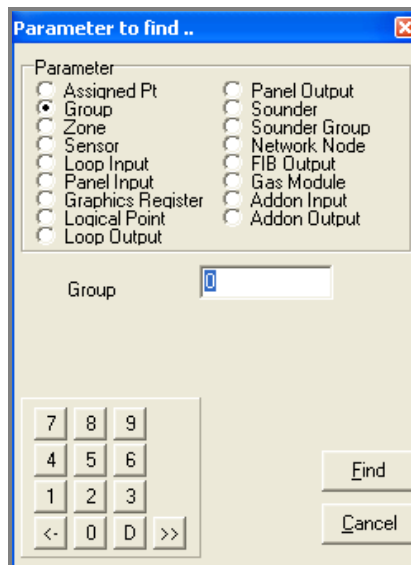 Parameter to find ..
Parameter
Assigned Pt
Group
Zone
Sensor
Loop Input
Panel Input
Graphics Register
Logical Point
Loop Output
Panel Output
Sounder
Sounder Group
Network Node
FIB Output
Gas Module
Addon Input
Addon Output
Group 0
7 8 9
4 5 6
1 2 3
<- 0 D >>
Find
Cancel